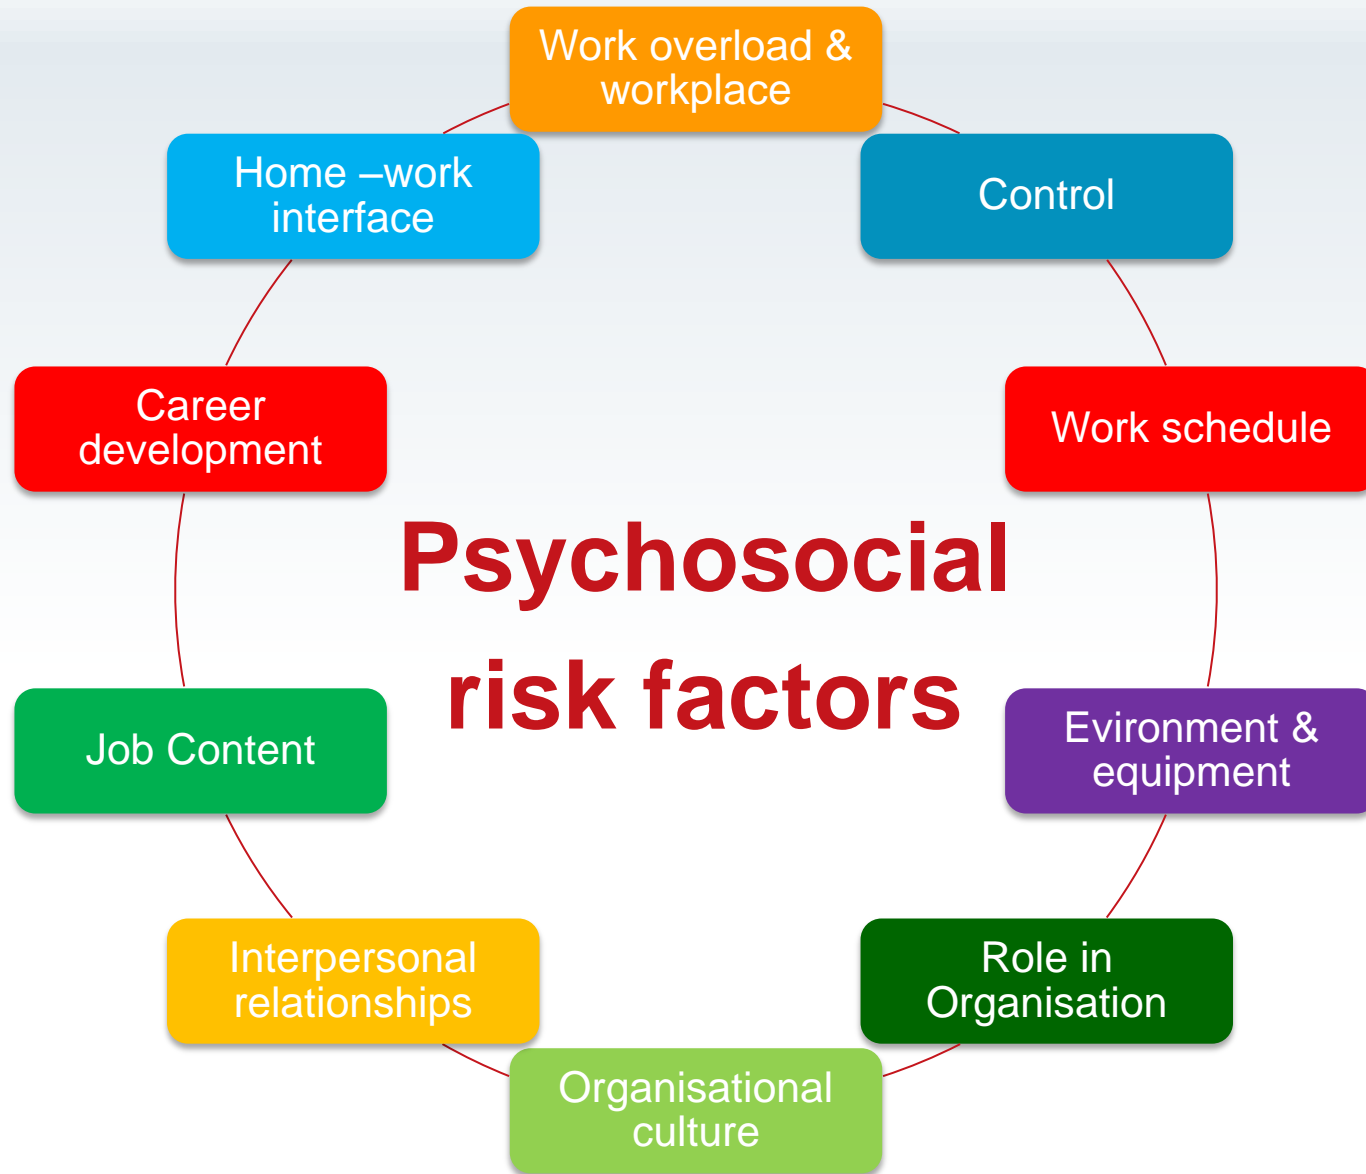 Work overload &
workplace
Control
Work schedule
Evironment &
equipment
Role in
Organisation
Organisational
culture
Interpersonal
relationships
Job Content
Career
development
Home –work
interface
Psychosocial
risk factors